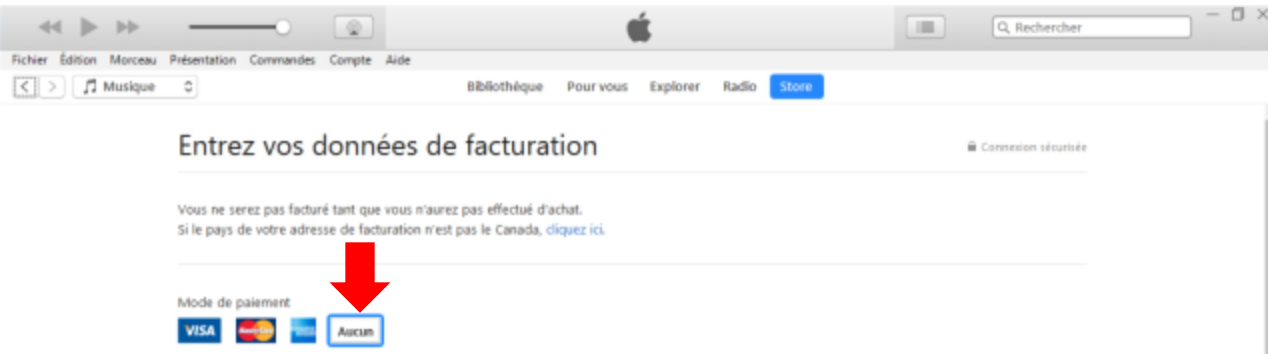 Rechercher
Fichier Édition Morceau Présentation Commandes Compte Aide
Musique Bibliothèque Pour vous Explorer Radio Store
Entrez vos données de facturation
Connexion sécurisée
Vous ne serez pas facturé tant que vous n'aurez pas effectué d'achat.
Si le pays de votre adresse de facturation n'est pas le Canada, cliquez ici.
Mode de paiement
VISA MasterCard Aucun